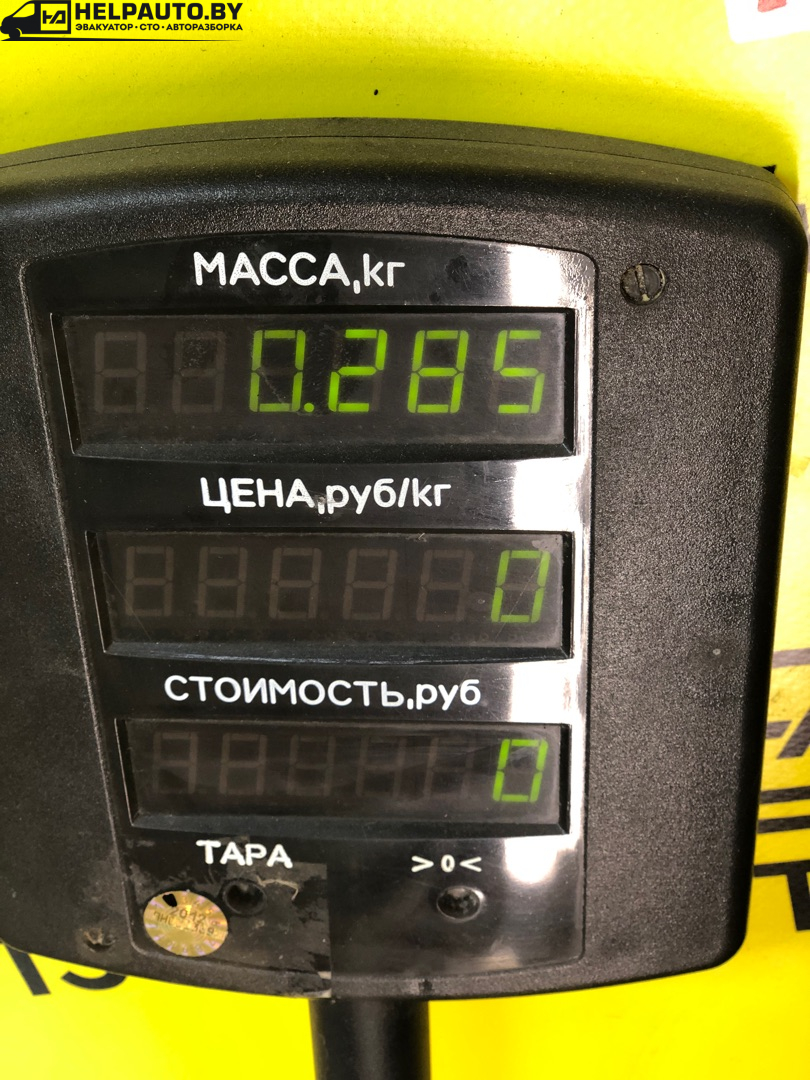 HELPAUTO.BY
ЭВАКУАТОР • СТО • АВТОРАЗБОРКА
МАССА,кг
0.285
ЦЕНА,руб/кг
0
СТОИМОСТЬ,руб
0
ТАРА >0<